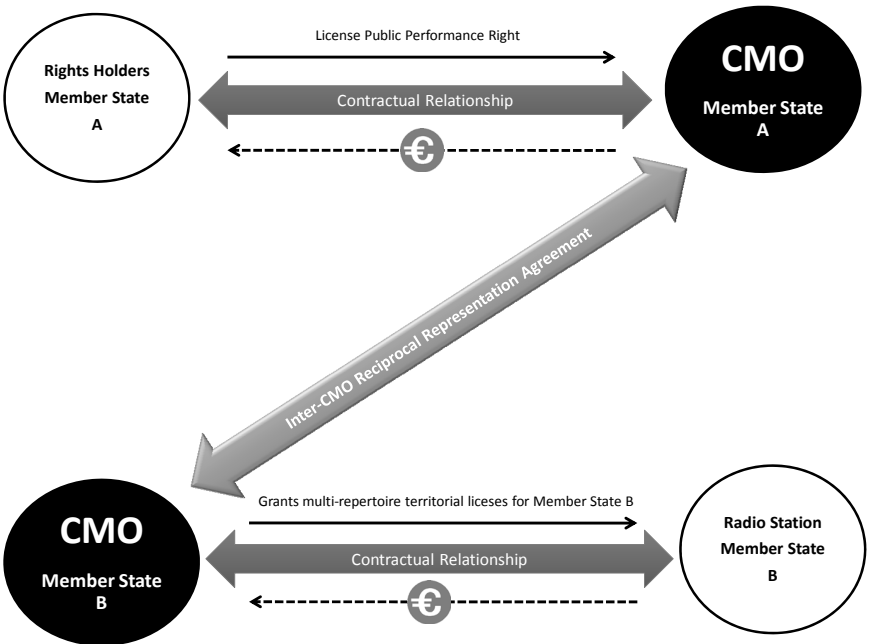 License Public Performance Right
Rights Holders
Member State
A
Contractual Relationship
€
CMO
Member State
A
Inter-CMO Reciprocal Representation Agreement
CMO
Member State
B
Grants multi-repertoire territorial liceses for Member State B
Contractual Relationship
€
Radio Station
Member State
B